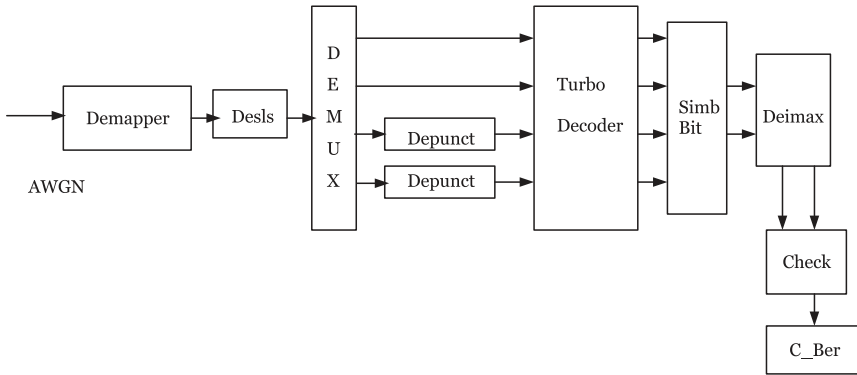 AWGN
Demapper
Desls
D
E
M
U
X
Depunct
Depunct
Turbo
Decoder
Simb
Bit
Deimax
Check
C_Ber